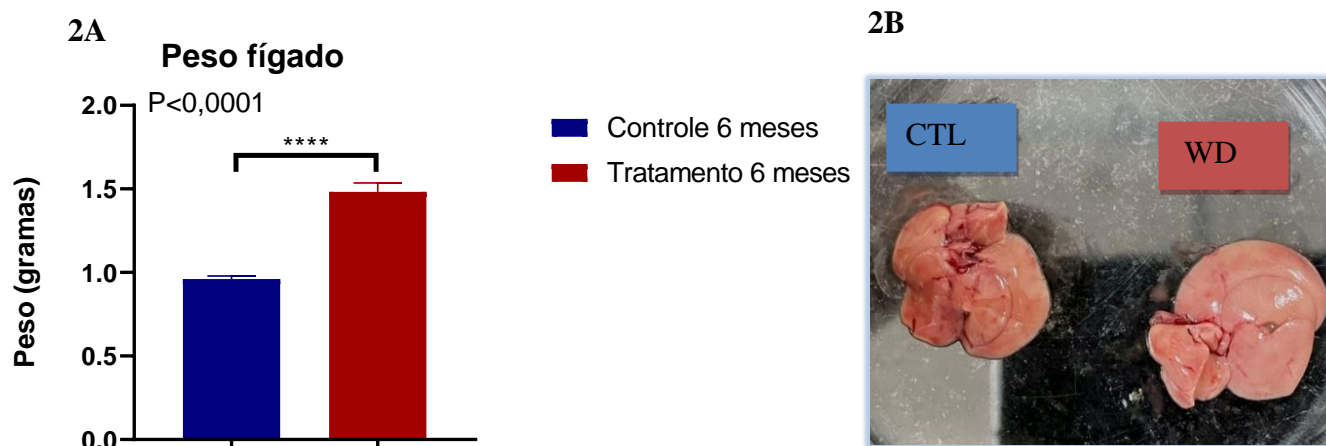 2A
Peso fígado
P<0,0001
****
Peso (gramas)
2.0
1.5
1.0
0.5
0.0
Controle 6 meses
Tratamento 6 meses
2B
CTL
WD